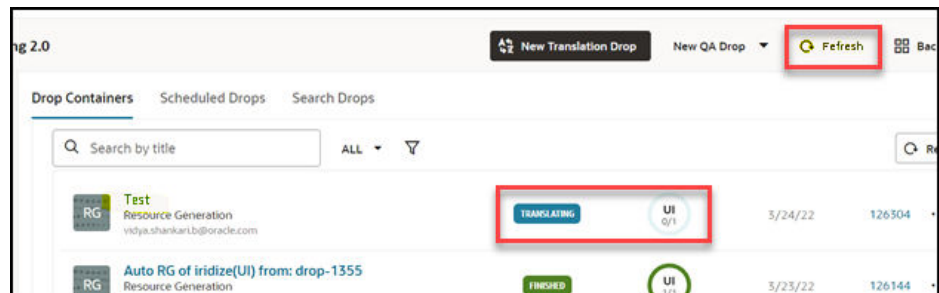 ng 2.0
New Translation Drop
New QA Drop
Fefresh
Bac
Drop Containers
Scheduled Drops
Search Drops
Search by title
ALL
Re
RG
Test
Resource Generation
vidya.shankari.b@oracle.com
TRANSLATING
UI
0/1
3/24/22
126304
RG
Auto RG of iridize(UI) from: drop-1355
Resource Generation
FINISHED
UI
1/1
3/23/22
126144